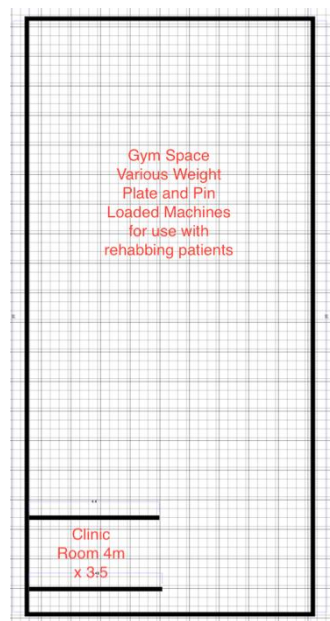 Gym Space
Various Weight
Plate and Pin
Loaded Machines
for use with
rehabbing patients
Clinic
Room 4m
x 3-5